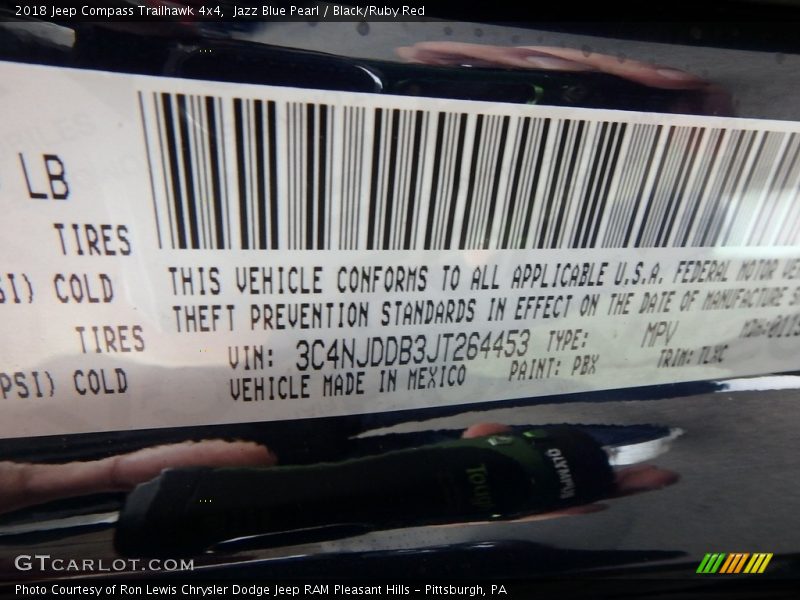 2018 Jeep Compass Trailhawk 4x4, Jazz Blue Pearl / Black/Ruby Red
LB
TIRES
SI) COLD
TIRES
PSI) COLD
THIS VEHICLE CONFORMS TO ALL APPLICABLE U.S.A. FEDERAL MOTOR VE
THEFT PREVENTION STANDARDS IN EFFECT ON THE DATE OF MANUFACTURE S
VIN: 3C4NJDDB3JT264453 TYPE: MPV
VEHICLE MADE IN MEXICO PAINT: PBX TRIM: TLXC
GTCARLOT.COM
Photo Courtesy of Ron Lewis Chrysler Dodge Jeep RAM Pleasant Hills - Pittsburgh, PA